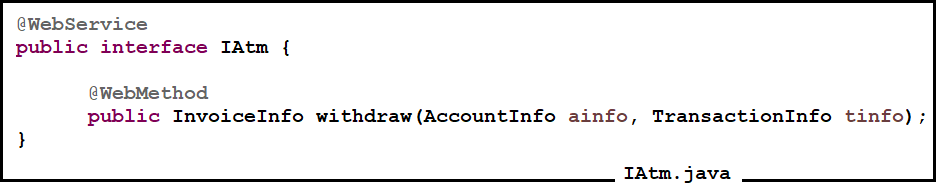 @WebService
public interface IAtm {
@WebMethod
public InvoiceInfo withdraw(AccountInfo ainfo, TransactionInfo tinfo);
}
IAtm.java